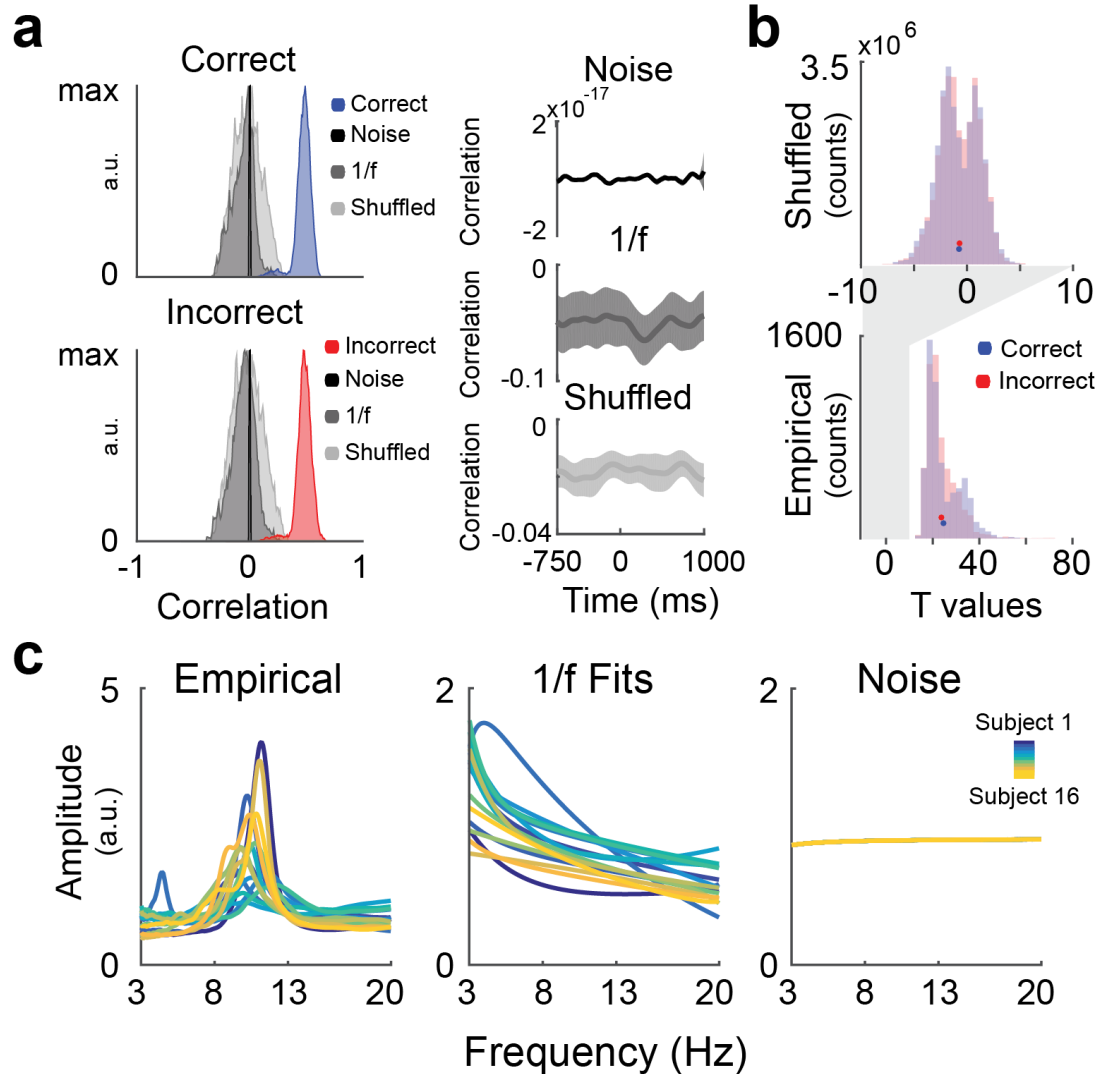 a
Correct
max
a.u.
0
Correct
Noise
1/f
Shuffled
Incorrect
max
a.u.
0
Incorrect
Noise
1/f
Shuffled
-1
0
1
Correlation
Noise
×10-17
2
Correlation
-2
1/f
0
Correlation
-0.1
Shuffled
0
Correlation
-0.04
-750
0
1000
Time (ms)
b
×10 6
3.5
Shuffled
(counts)
-10
0
10
1600
Empirical
(counts)
Correct
Incorrect
0
40
80
T values
c
Empirical
5
Amplitude
(a.u.)
0
3
8
13
20
1/f Fits
2
0
3
8
13
20
Noise
2
Subject 1
Subject 16
0
3
8
13
20
Frequency (Hz)